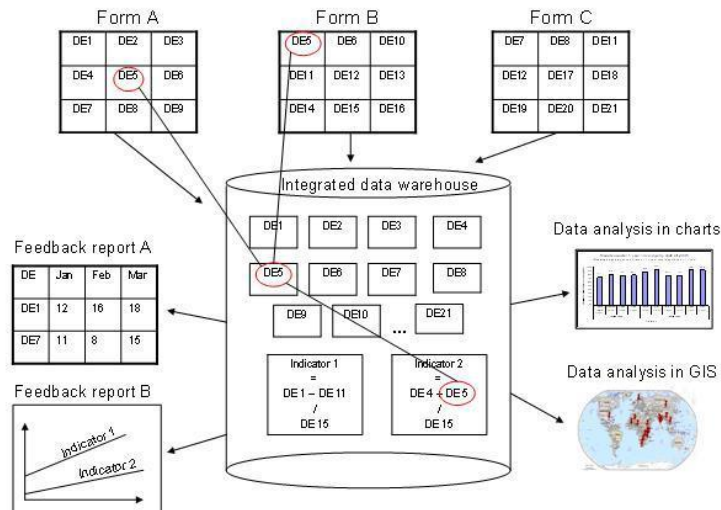 Form A
Form B
Form C
DE1 DE2 DE3
DE4 DE5 DE6
DE7 DE8 DE9
DE5 DE6 DE10
DE11 DE12 DE13
DE14 DE15 DE16
DE7 DE8 DE11
DE12 DE17 DE18
DE19 DE20 DE21
Integrated data warehouse
DE1 DE2 DE3 DE4
DE5 DE6 DE7 DE8
DE9 DE10 ... DE21
Indicator 1
=
DE1 – DE11
/
DE15
Indicator 2
=
DE4 + DE5
/
DE15
Feedback report A
DE Jan Feb Mar
DE1 12 16 18
DE7 11 8 15
Feedback report B
Indicator 1
Indicator 2
Data analysis in charts
Data analysis in GIS